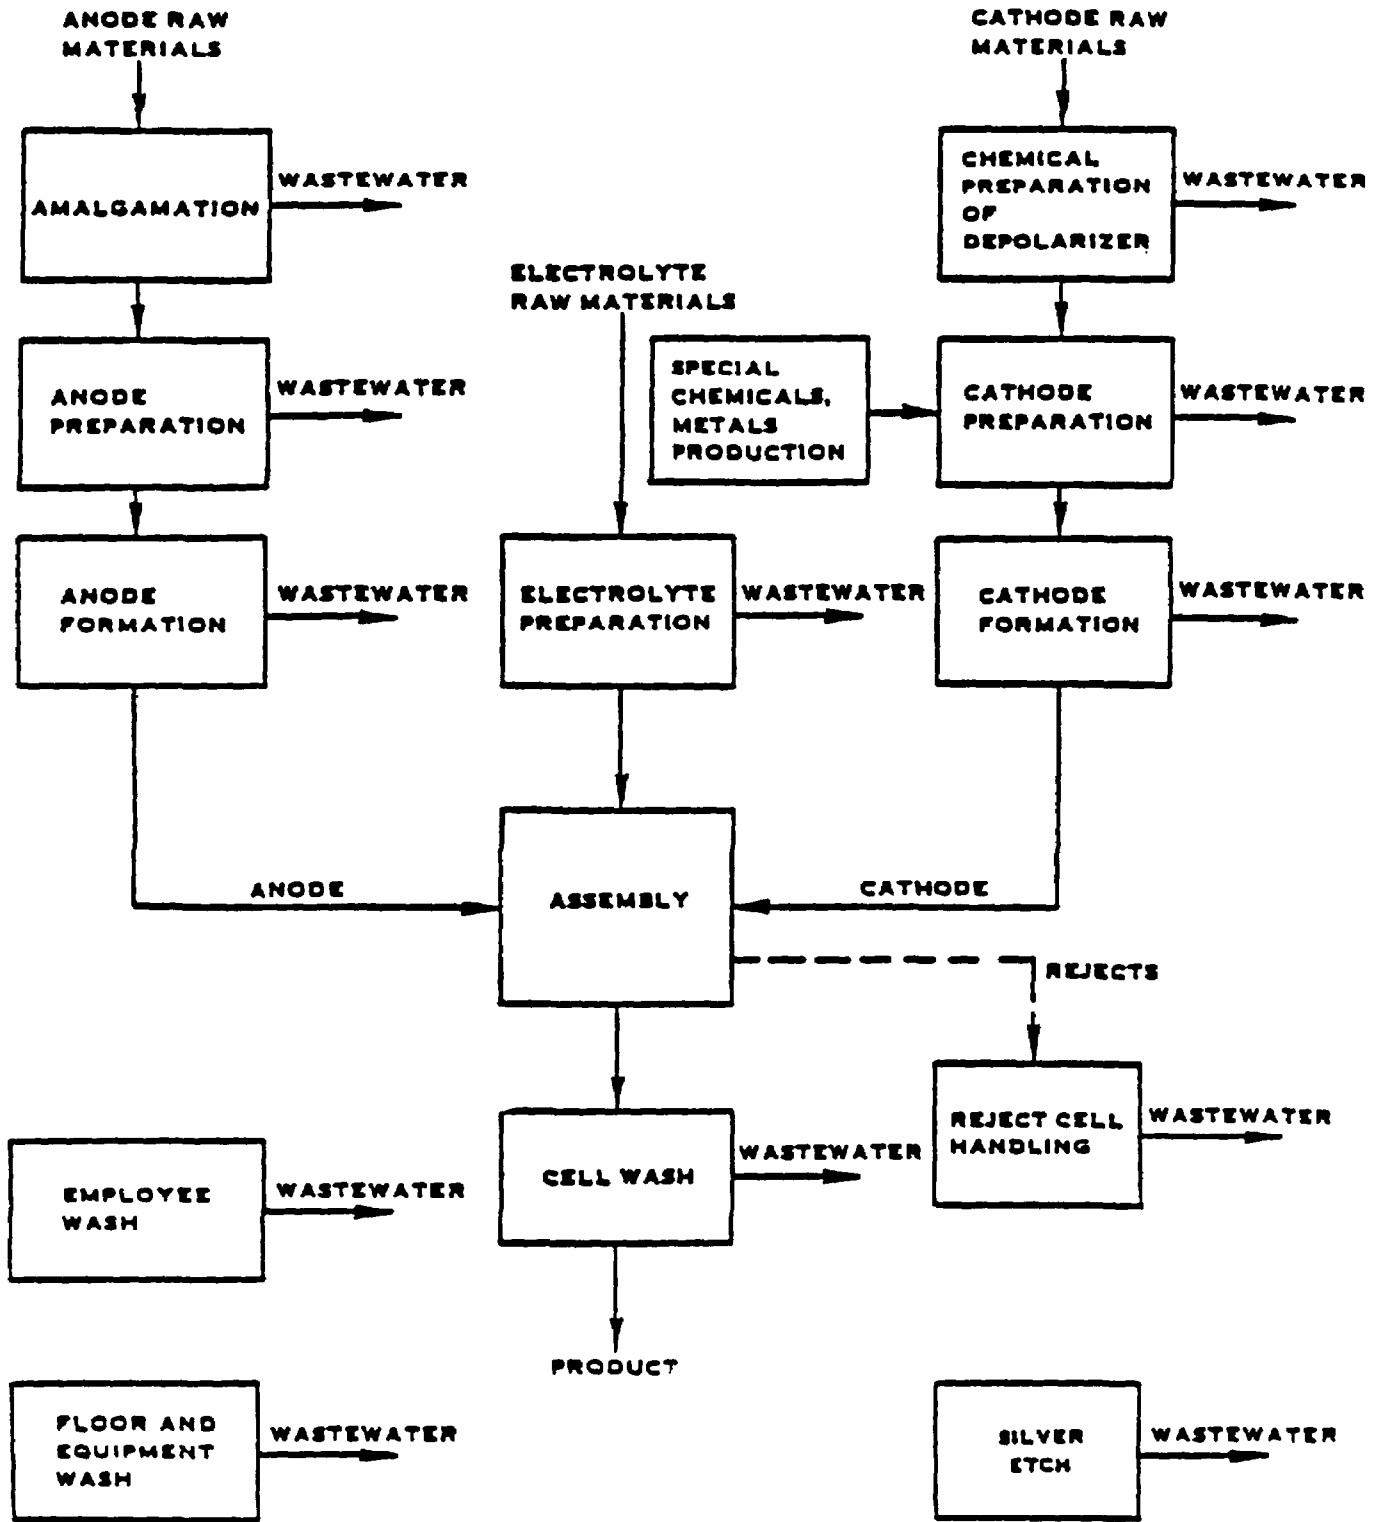 ANODE RAW
MATERIALS
CATHODE RAW
MATERIALS
AMALGAMATION
WASTEWATER
CHEMICAL
PREPARATION
OF
DEPOLARIZER
WASTEWATER
ELECTROLYTE
RAW MATERIALS
ANODE
PREPARATION
WASTEWATER
SPECIAL
CHEMICALS,
METALS
PRODUCTION
CATHODE
PREPARATION
WASTEWATER
ANODE
FORMATION
WASTEWATER
ELECTROLYTE
PREPARATION
WASTEWATER
CATHODE
FORMATION
WASTEWATER
ANODE
ASSEMBLY
CATHODE
REJECTS
REJECT CELL
HANDLING
WASTEWATER
CELL WASH
WASTEWATER
EMPLOYEE
WASH
WASTEWATER
PRODUCT
FLOOR AND
EQUIPMENT
WASH
WASTEWATER
SILVER
ETCH
WASTEWATER